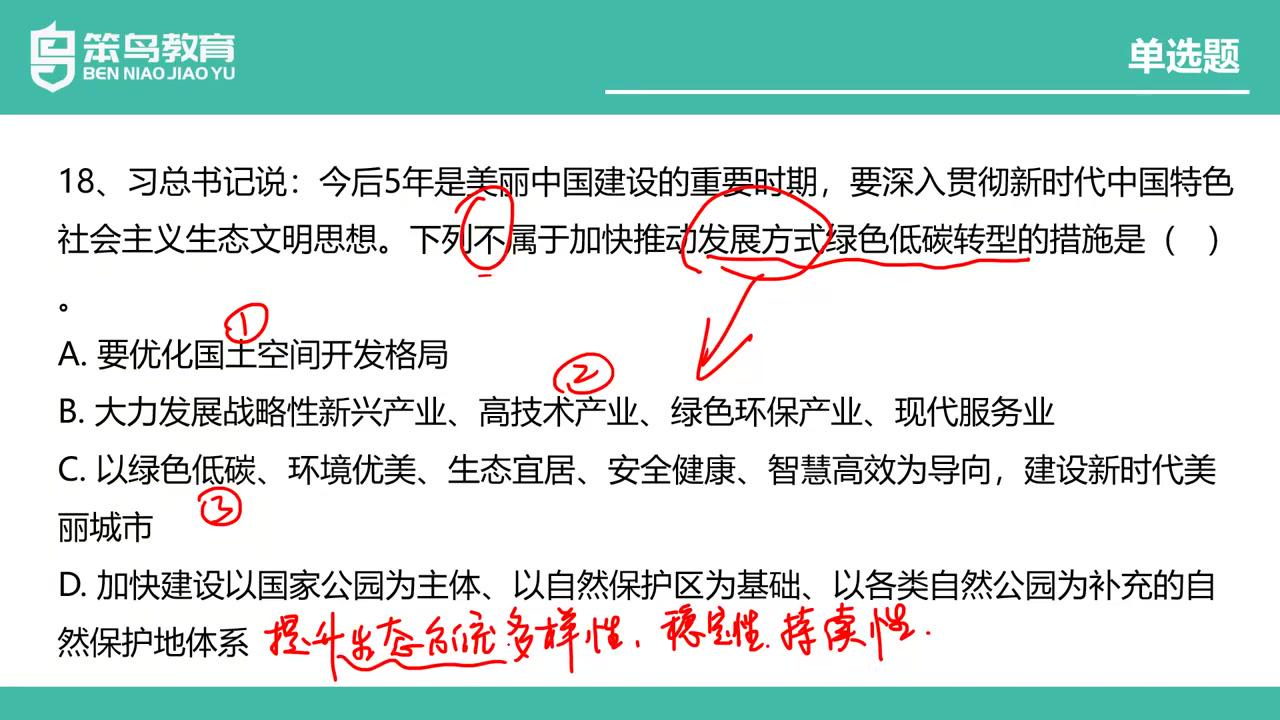 笨鸟教育
BEN NIAO JIAO YU
单选题
18、习总书记说：今后5年是美丽中国建设的重要时期，要深入贯彻新时代中国特色
社会主义生态文明思想。下列不属于加快推动发展方式绿色低碳转型的措施是（ ）
。
①
A. 要优化国土空间开发格局
②
B. 大力发展战略性新兴产业、高技术产业、绿色环保产业、现代服务业
C. 以绿色低碳、环境优美、生态宜居、安全健康、智慧高效为导向，建设新时代美
丽城市
③
D. 加快建设以国家公园为主体、以自然保护区为基础、以各类自然公园为补充的自
然保护地体系
提升生态系统多样性、稳定性.持续性.